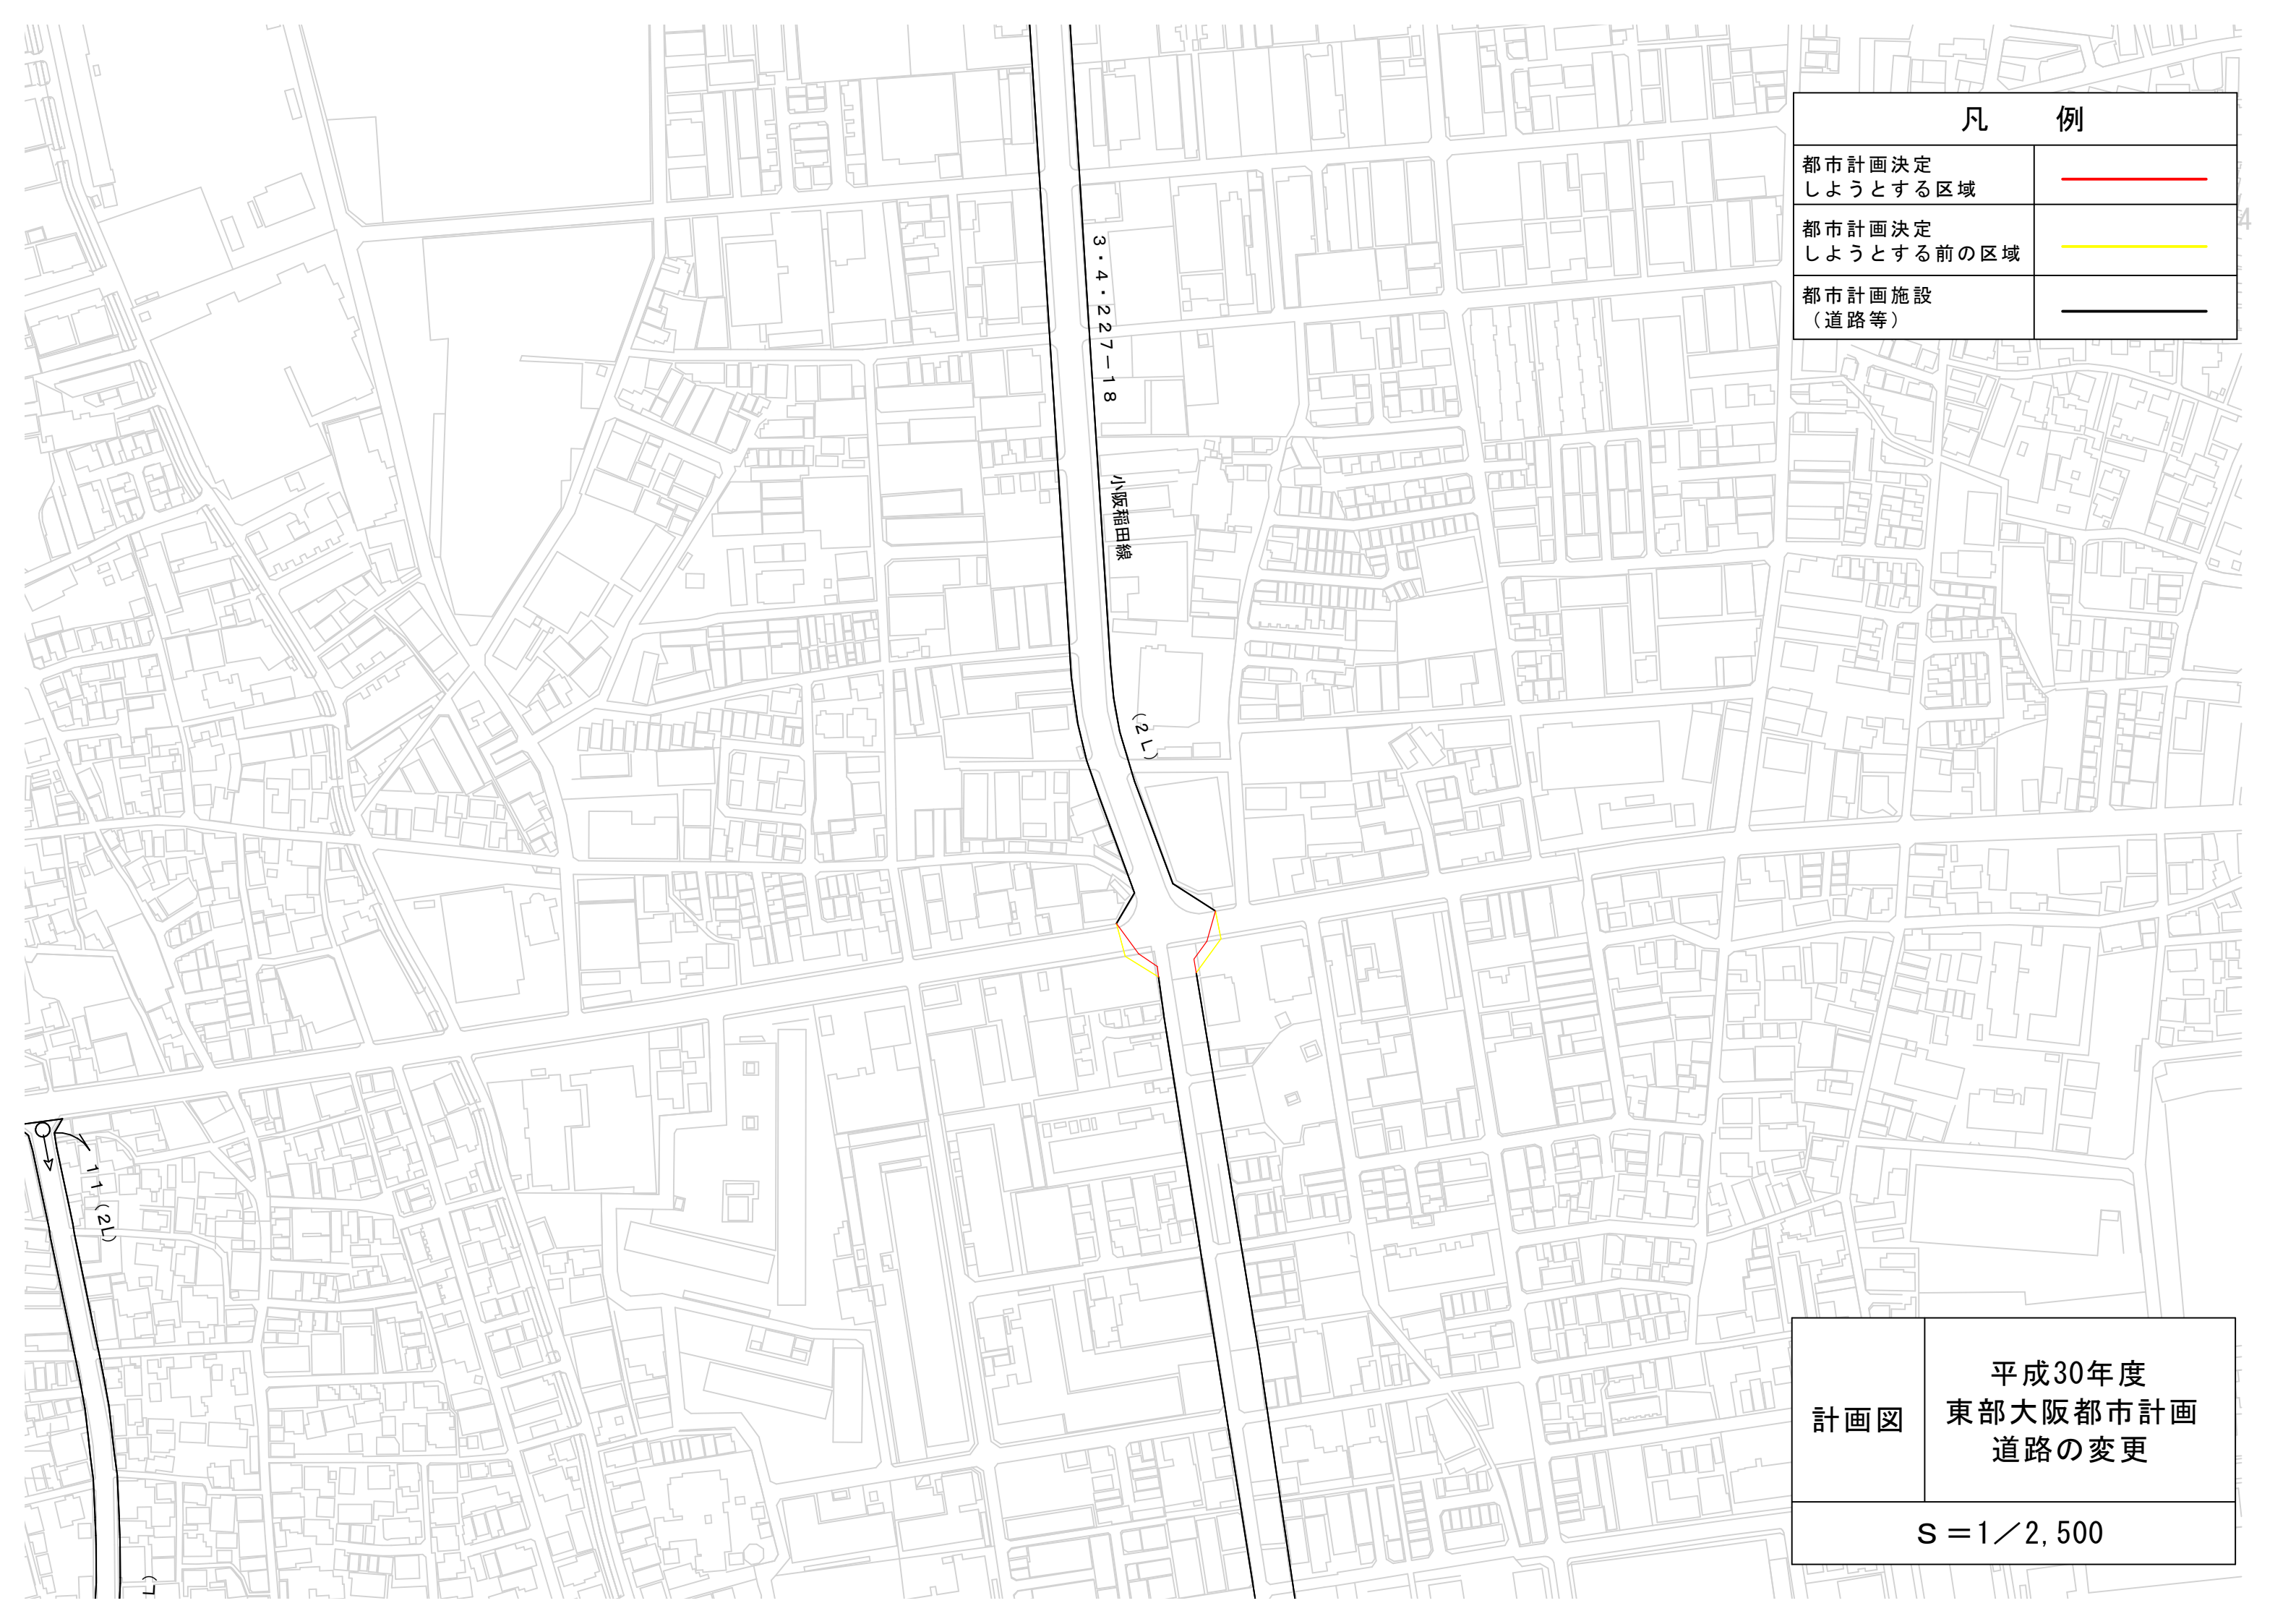 凡　例
都市計画決定
しようとする区域
都市計画決定
しようとする前の区域
都市計画施設
（道路等）
4
3・4・227－18
小阪稲田線
(2L)
11
(2L)
計画図
平成30年度
東部大阪都市計画
道路の変更
S＝1／2,500